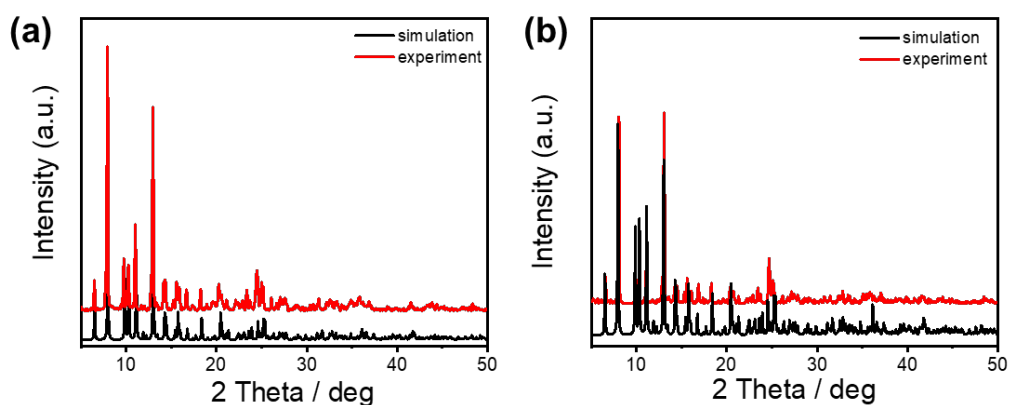 (a)
simulation
experiment
Intensity (a.u.)
10 20 30 40 50
2 Theta / deg
(b)
simulation
experiment
Intensity (a.u.)
10 20 30 40 50
2 Theta / deg